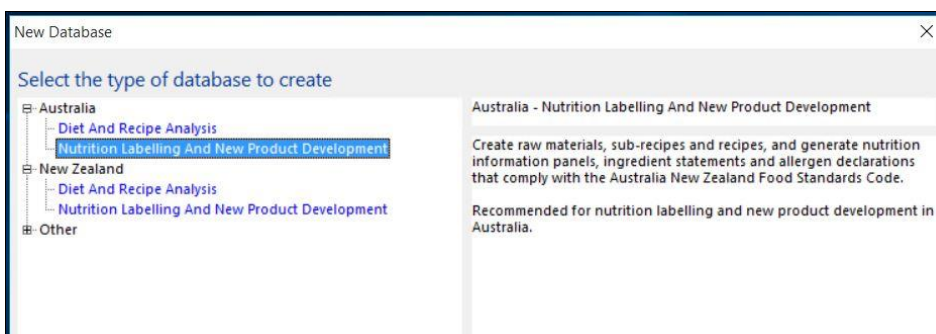 New Database
Select the type of database to create
Australia
Diet And Recipe Analysis
Nutrition Labelling And New Product Development
New Zealand
Diet And Recipe Analysis
Nutrition Labelling And New Product Development
Other
Australia - Nutrition Labelling And New Product Development
Create raw materials, sub-recipes and recipes, and generate nutrition
information panels, ingredient statements and allergen declarations
that comply with the Australia New Zealand Food Standards Code.
Recommended for nutrition labelling and new product development in
Australia.